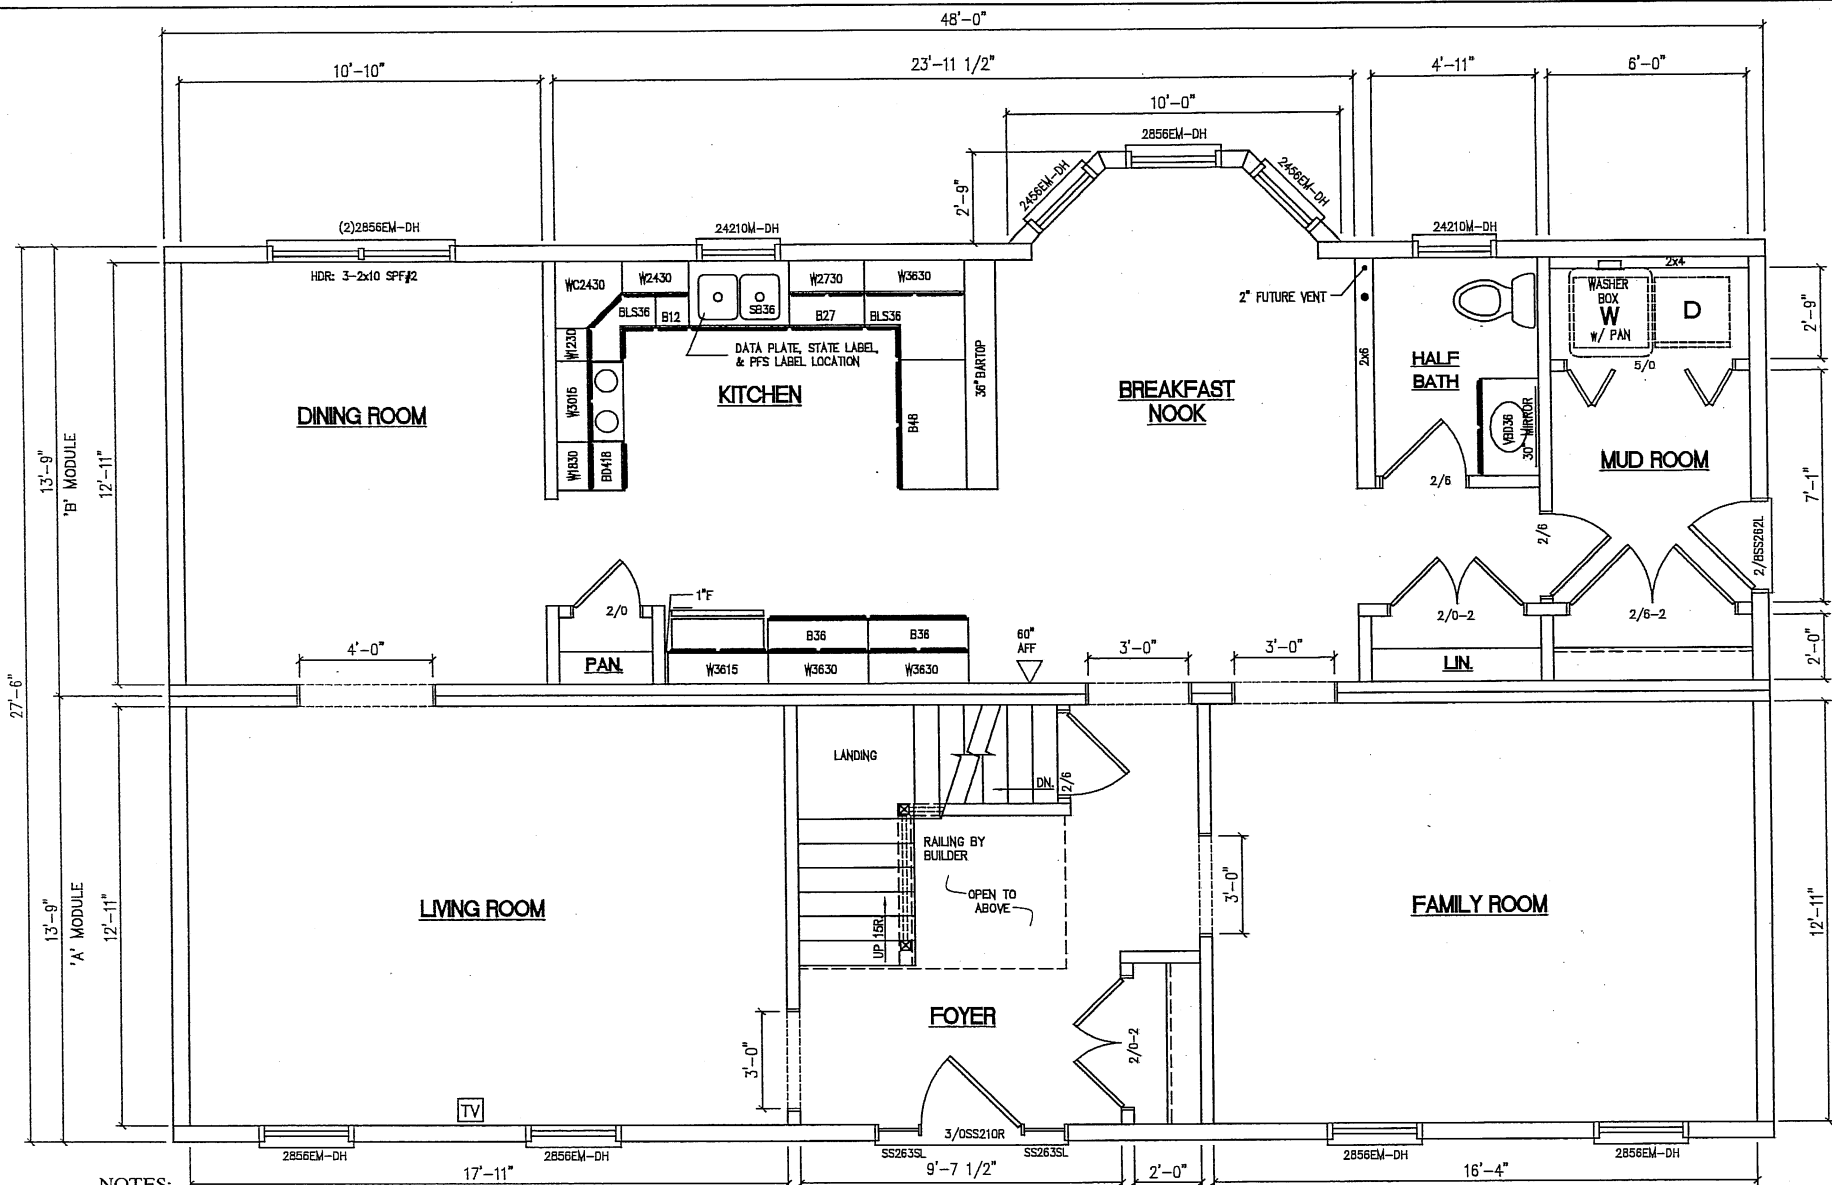 48'-0"
10'-10"
23'-11 1/2"
4'-11"
6'-0"
10'-0"
2856EM-DH
2456EM-DH
2456EM-DH
2'-9"
(2)2856EM-DH
24210M-DH
24210M-DH
HDR: 3-2x10 SPF#2
WC2430
W2430
SB36
W2730
W3630
BLS36
B12
B27
BLS36
2" FUTURE VENT
2x4
WASHER
BOX
W
W/ PAN
D
2'-9"
5/0
W1230
DATA PLATE, STATE LABEL,
& PFS LABEL LOCATION
36" BARTOP
2x6
HALF
BATH
KITCHEN
BREAKFAST
NOOK
DINING ROOM
W3015
B48
VBD36
30" MIRROR
MUD ROOM
W1830
BD418
2/6
13'-9"
'B' MODULE
12'-11"
7'-1"
2/6
2/8SS262L
2/0
1"F
2/0-2
2/6-2
B36
B36
60"
AFF
4'-0"
PAN.
W3615
W3630
W3630
3'-0"
3'-0"
LIN.
2'-0"
27'-6"
LANDING
DN.
2/6
RAILING BY
BUILDER
OPEN TO
ABOVE
3'-0"
LIVING ROOM
FAMILY ROOM
13'-9"
'A' MODULE
12'-11"
12'-11"
UP 15R.
FOYER
2/0-2
3'-0"
TV
3/0SS210R
2856EM-DH
2856EM-DH
SS263SL
SS263SL
2856EM-DH
2856EM-DH
17'-11"
9'-7 1/2"
2'-0"
16'-4"
NOTES: